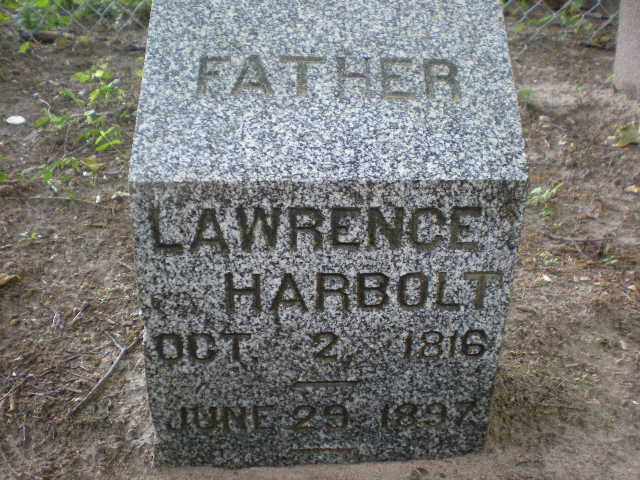 FATHER
LAWRENCE
HARBOLT
OCT. 2, 1816
JUNE 29, 1897.